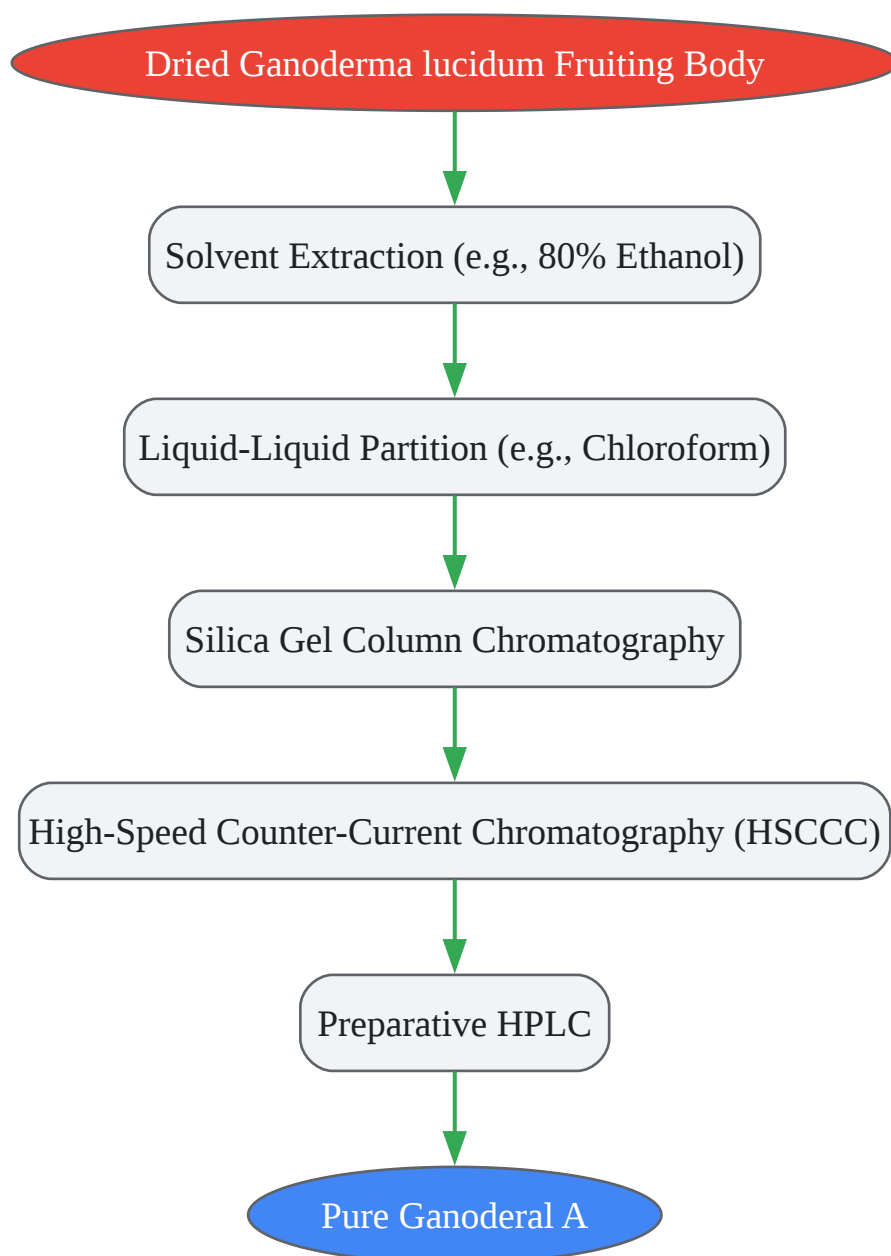 Dried Ganoderma lucidum Fruiting Body
Solvent Extraction (e.g., 80% Ethanol)
Liquid-Liquid Partition (e.g., Chloroform)
Silica Gel Column Chromatography
High-Speed Counter-Current Chromatography (HSCCC)
Preparative HPLC
Pure Ganoderal A